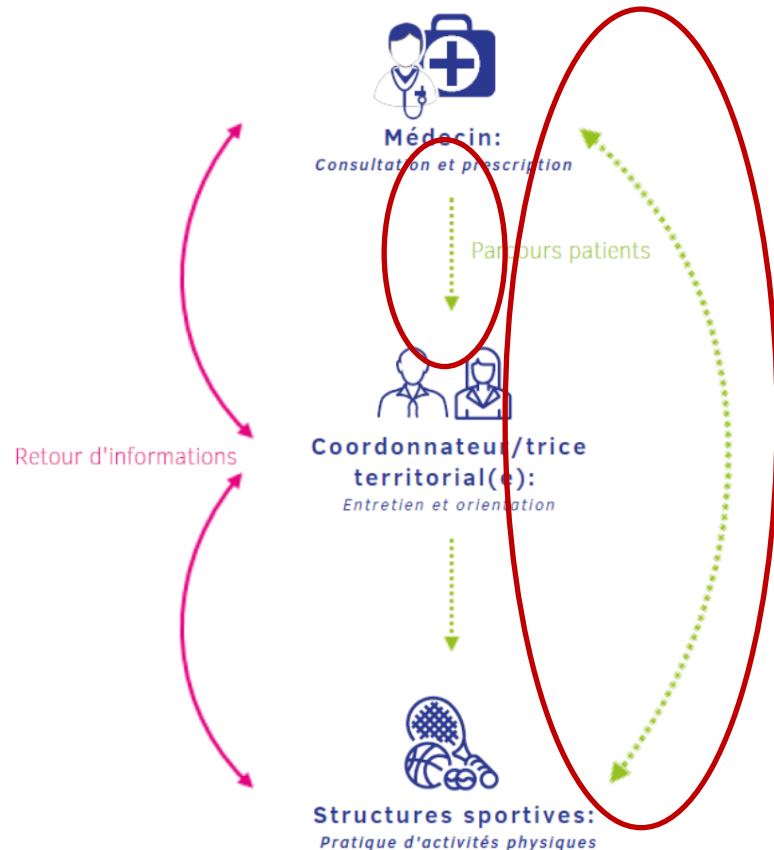 Médecin:
Consultation et prescription
Parcours patients
Retour d'informations
Coordonnateur/trice
territorial(e):
Entretien et orientation
Structures sportives:
Pratique d'activités physiques